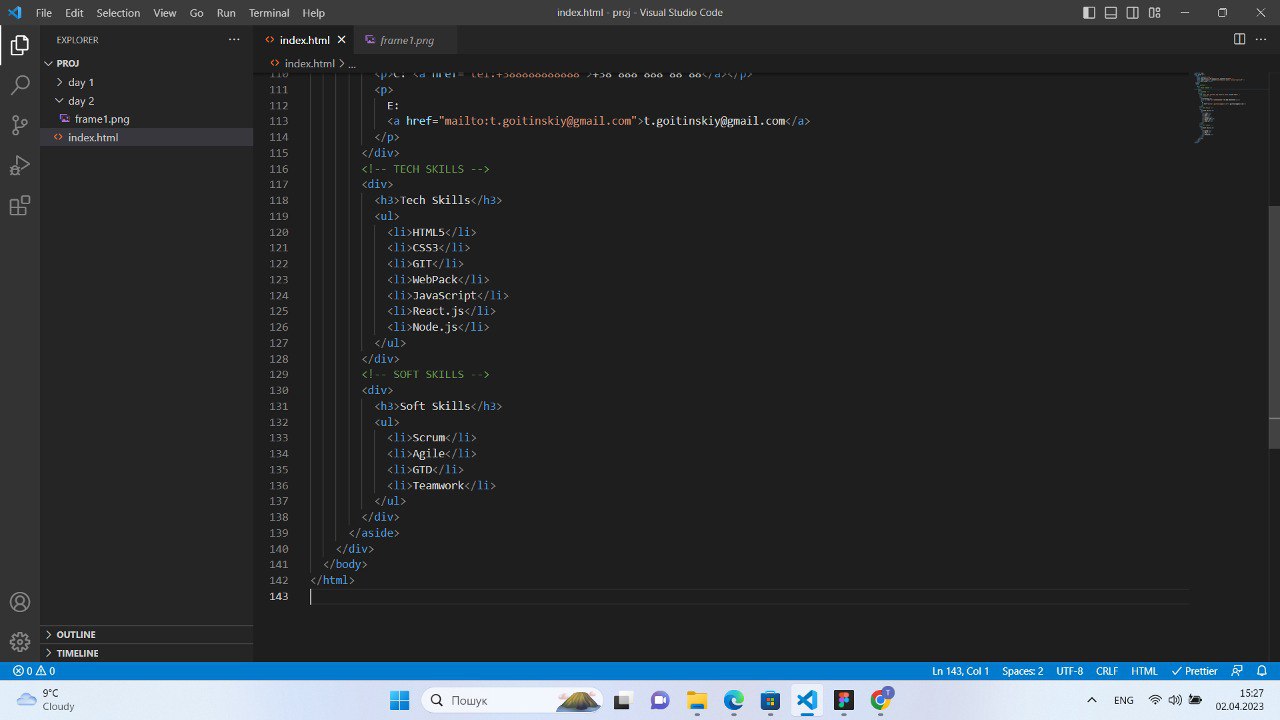 File Edit Selection View Go Run Terminal Help
index.html - proj - Visual Studio Code
EXPLORER
index.html
frame1.png
PROJ
index.html > ...
day 1
day 2
frame1.png
index.html
110 <p>C: <a href="tel:+388888888888">+38 888 888 88 88</a></p>
111 <p>
112 E:
113 <a href="mailto:t.goitinskiy@gmail.com">t.goitinskiy@gmail.com</a>
114 </p>
115 </div>
116 <!-- TECH SKILLS -->
117 <div>
118 <h3>Tech Skills</h3>
119 <ul>
120 <li>HTML5</li>
121 <li>CSS3</li>
122 <li>GIT</li>
123 <li>WebPack</li>
124 <li>JavaScript</li>
125 <li>React.js</li>
126 <li>Node.js</li>
127 </ul>
128 </div>
129 <!-- SOFT SKILLS -->
130 <div>
131 <h3>Soft Skills</h3>
132 <ul>
133 <li>Scrum</li>
134 <li>Agile</li>
135 <li>GTD</li>
136 <li>Teamwork</li>
137 </ul>
138 </div>
139 </aside>
140 </div>
141 </body>
142 </html>
143
OUTLINE
TIMELINE
0 0
Ln 143, Col 1 Spaces: 2 UTF-8 CRLF HTML Prettier
9°C
Cloudy
Пошук
T
ENG
15:27
02.04.2023